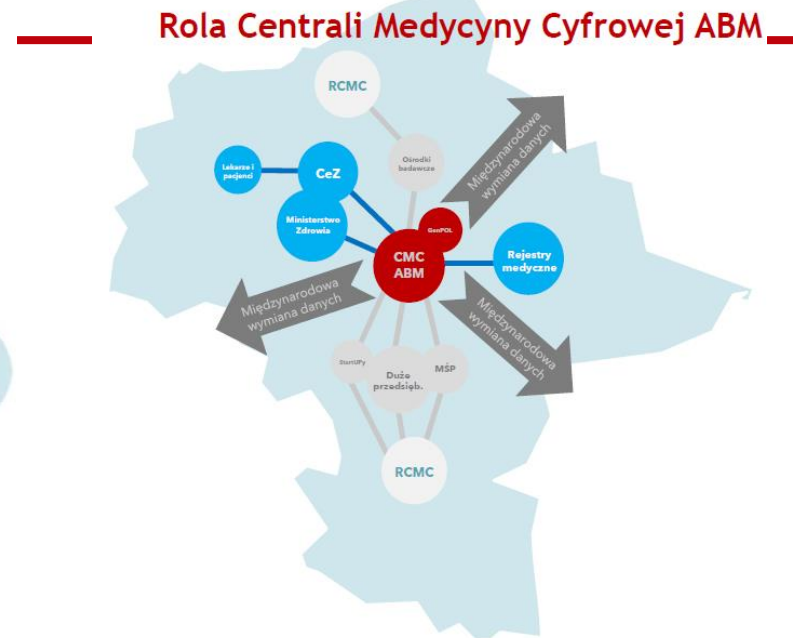 Rola Centrali Medycyny Cyfrowej ABM
RCMC
Ośrodki
badawcze
Międzynarodowa
wymiana danych
Lekarze i
pacjenci
CeZ
Ministerstwo
Zdrowia
GenPOL
CMC
ABM
Rejestry
medyczne
Międzynarodowa
wymiana danych
Międzynarodowa
wymiana danych
StartUPy
Duże
przedsięb.
MŚP
RCMC